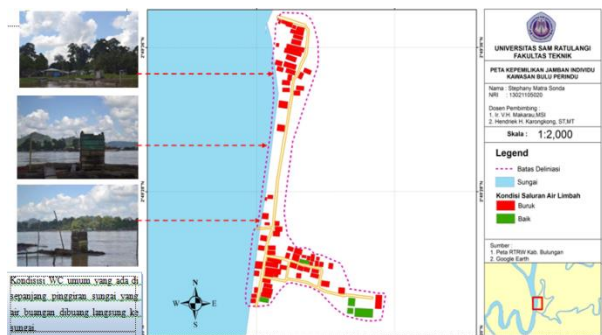 Kondisisi WC umum yang ada di
sepanjang pinggiran sungai yang
air buangan dibuang langsung ke
sungai
N
W
E
S
UNIVERSITAS SAM RATULANGI
FAKULTAS TEKNIK
PETA KEPEMILIKAN JAMBAN INDIVIDU
KAWASAN BULU PERINDU
Nama : Stephany Matra Sonda
NRI : 13021105020
Dosen Pembimbing :
1. Ir. V.H. Makarau,MSI
2. Hendriek H. Karongkong, ST,MT
Skala : 1:2,000
Legend
Batas Delimiasi
Sungai
Kondisi Saluran Air Limbah
Buruk
Baik
Sumber :
1. Peta RTRW Kab. Bulungan
2. Google Earth